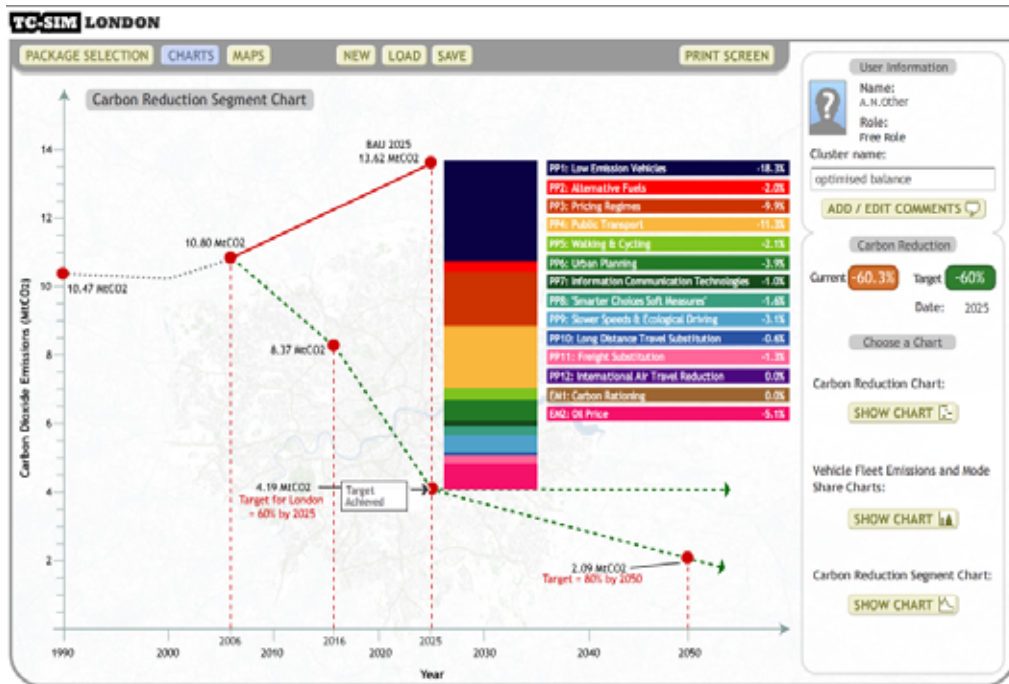 TC-SIM LONDON
PACKAGE SELECTION CHARTS MAPS NEW LOAD SAVE PRINT SCREEN
Carbon Reduction Segment Chart
Carbon Dioxide Emissions (MtCO2)
14
12
10
8
6
4
2
BAU 2025
13.62 MtCO2
10.80 MtCO2
10.47 MtCO2
8.37 MtCO2
4.19 MtCO2
Target for London
= 60% by 2025
Target
Achieved
2.09 MtCO2
Target = 80% by 2050
PP1: Low Emission Vehicles -18.3%
PP2: Alternative Fuels -2.0%
PP3: Pricing Regimes -9.9%
PP4: Public Transport -11.3%
PP5: Walking & Cycling -2.1%
PP6: Urban Planning -3.9%
PP7: Information Communication Technologies -1.0%
PP8: 'Smarter Choices Soft Measures' -1.6%
PP9: Slower Speeds & Ecological Driving -3.1%
PP10: Long Distance Travel Substitution -0.6%
PP11: Freight Substitution -1.3%
PP12: International Air Travel Reduction 0.0%
EM1: Carbon Rationing 0.0%
EM2: Oil Price -5.1%
1990 2000 2006 2010 2016 2020 2025 2030 2040 2050
Year
User Information
Name:
A.N.Other
Role:
Free Role
Cluster name:
optimised balance
ADD / EDIT COMMENTS
Carbon Reduction
Current -60.3% Target -60%
Date: 2025
Choose a Chart
Carbon Reduction Chart:
SHOW CHART
Vehicle Fleet Emissions and Mode
Share Charts:
SHOW CHART
Carbon Reduction Segment Chart:
SHOW CHART